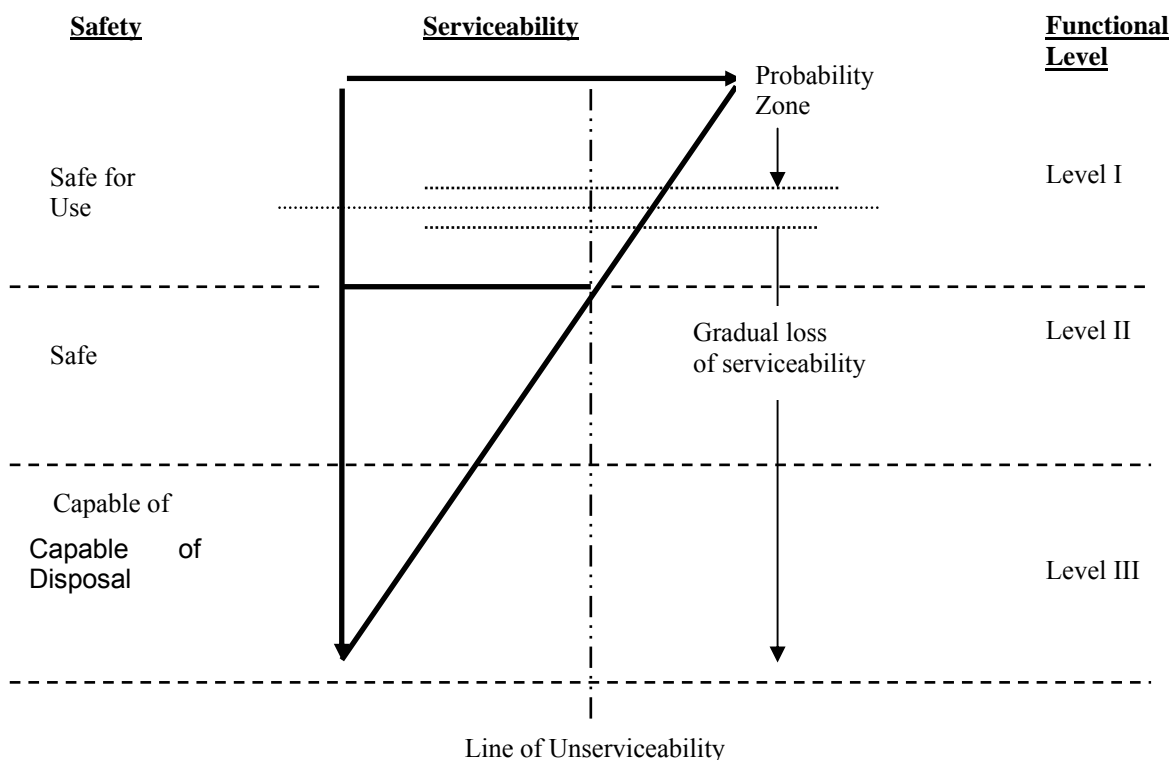 Safety
Serviceability
Functional
Level
Probability
Zone
Safe for
Use
Level I
Safe
Gradual loss
of serviceability
Level II
Capable of
Capable of
Disposal
Level III
Line of Unserviceability